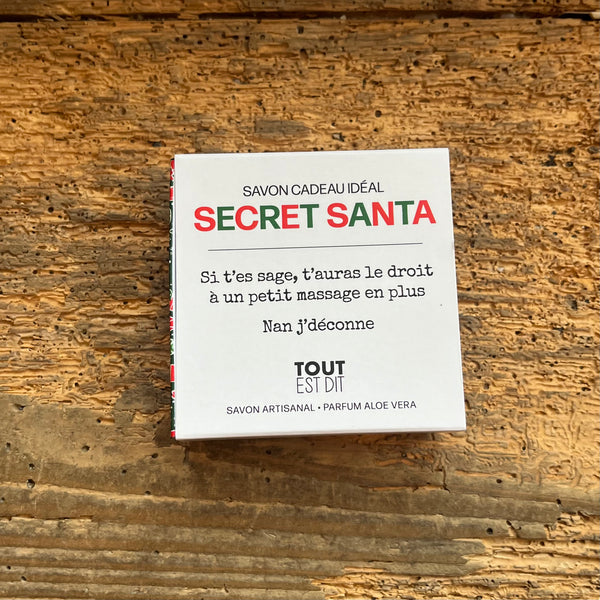 SAVON CADEAU IDÉAL
SECRET SANTA
Si t'es sage, t'auras le droit
à un petit massage en plus
Nan j'déconne
TOUT
EST DIT
SAVON ARTISANAL • PARFUM ALOE VERA